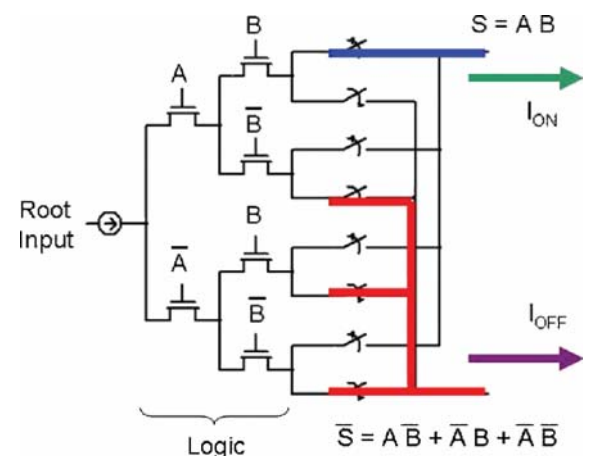 S = A B
B
A
I_ON
B̅
Root
Input
B
A̅
B̅
I_OFF
S̅ = A B̅ + A̅ B + A̅ B̅
Logic